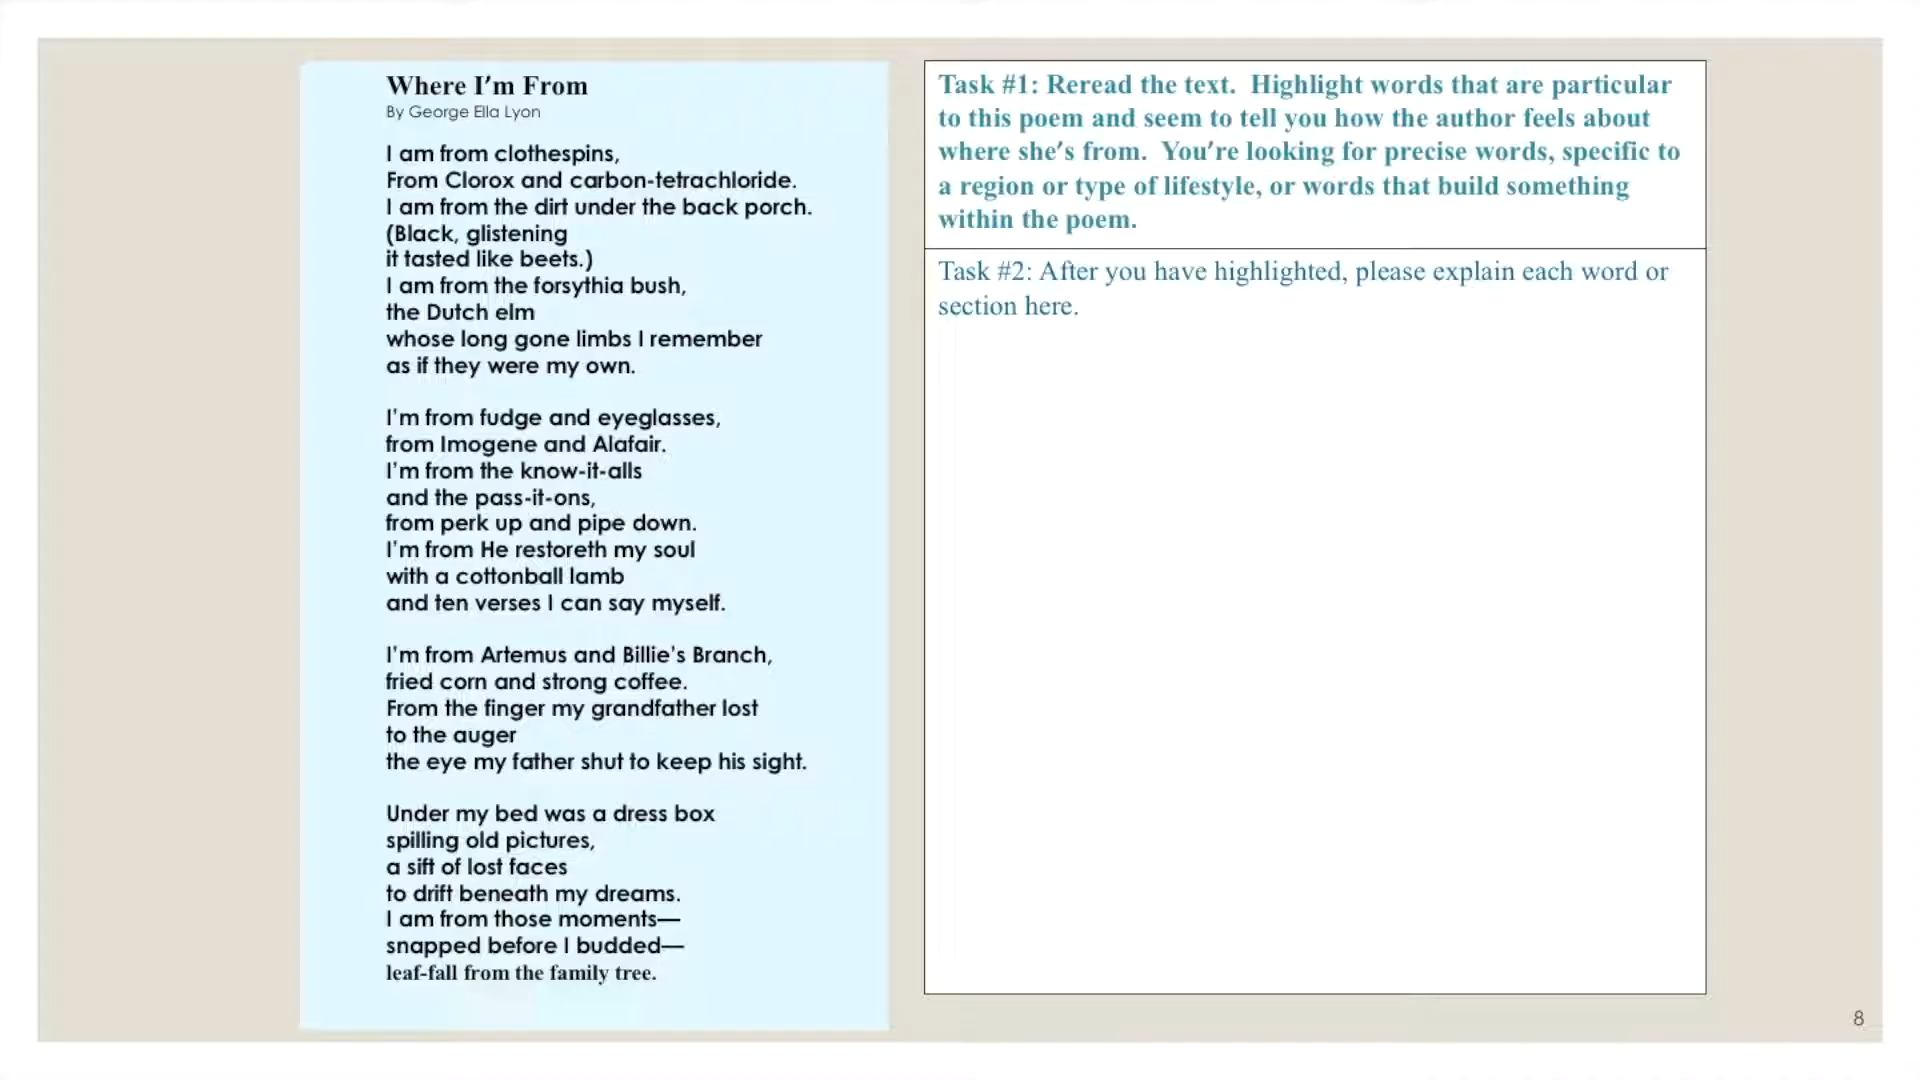 Where I'm From
By George Ella Lyon
I am from clothespins,
From Clorox and carbon-tetrachloride.
I am from the dirt under the back porch.
(Black, glistening
it tasted like beets.)
I am from the forsythia bush,
the Dutch elm
whose long gone limbs I remember
as if they were my own.
I'm from fudge and eyeglasses,
from Imogene and Alafair.
I'm from the know-it-alls
and the pass-it-ons,
from perk up and pipe down.
I'm from He restoreth my soul
with a cottonball lamb
and ten verses I can say myself.
I'm from Artemus and Billie's Branch,
fried corn and strong coffee.
From the finger my grandfather lost
to the auger
the eye my father shut to keep his sight.
Under my bed was a dress box
spilling old pictures,
a sift of lost faces
to drift beneath my dreams.
I am from those moments—
snapped before I budded—
leaf-fall from the family tree.
Task #1: Reread the text.  Highlight words that are particular
to this poem and seem to tell you how the author feels about
where she's from.  You're looking for precise words, specific to
a region or type of lifestyle, or words that build something
within the poem.
Task #2: After you have highlighted, please explain each word or
section here.
8